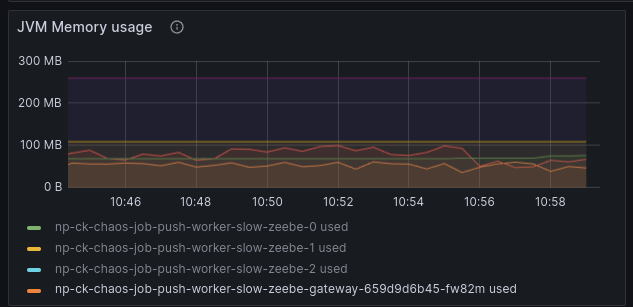 JVM Memory usage
300 MB
200 MB
100 MB
0 B
10:46 10:48 10:50 10:52 10:54 10:56 10:58
np-ck-chaos-job-push-worker-slow-zeebe-0 used
np-ck-chaos-job-push-worker-slow-zeebe-1 used
np-ck-chaos-job-push-worker-slow-zeebe-2 used
np-ck-chaos-job-push-worker-slow-zeebe-gateway-659d9d6b45-fw82m used